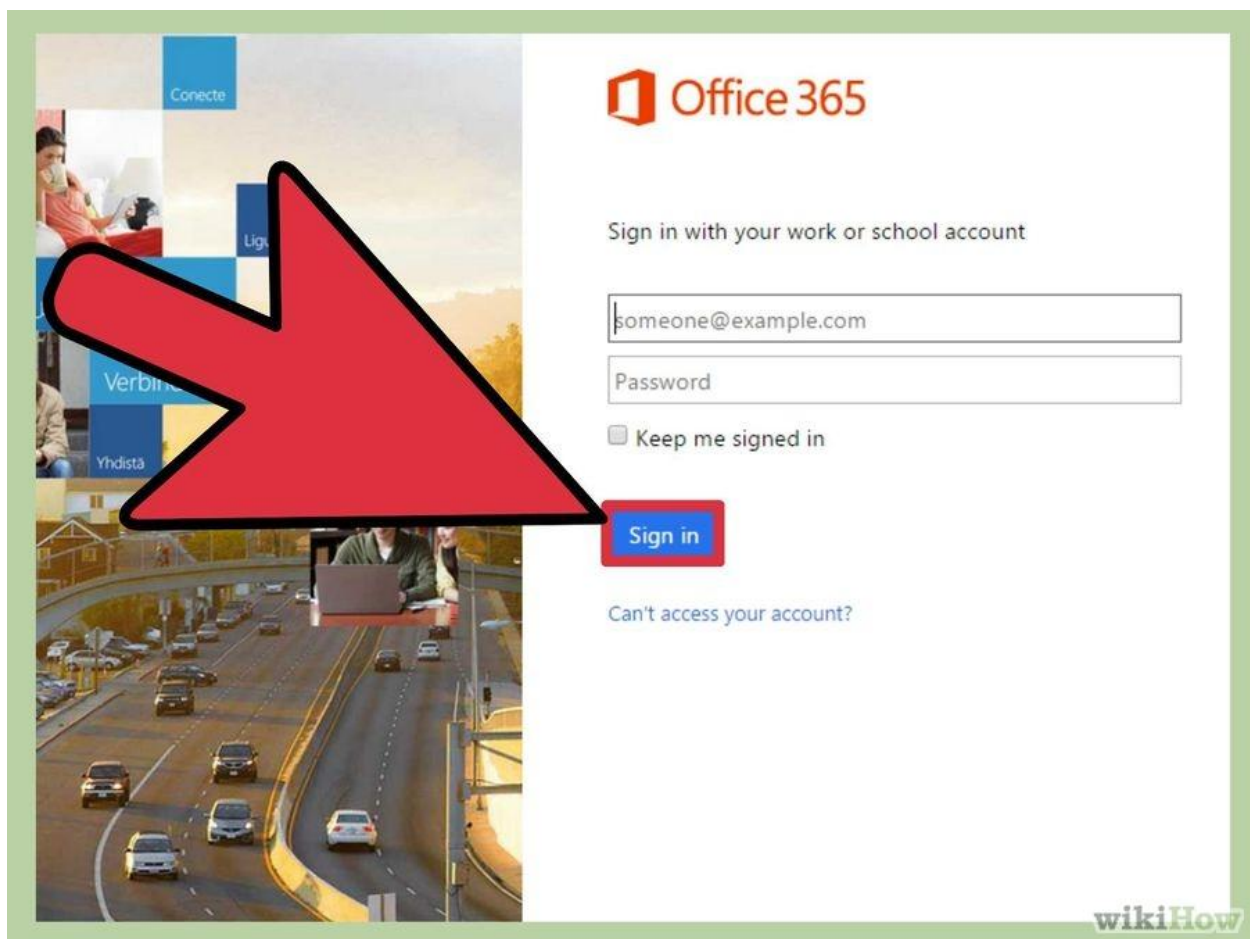 Conecte
Yhdistä
Office 365
Sign in with your work or school account
someone@example.com
Password
Keep me signed in
Sign in
Can't access your account?
wikiHow